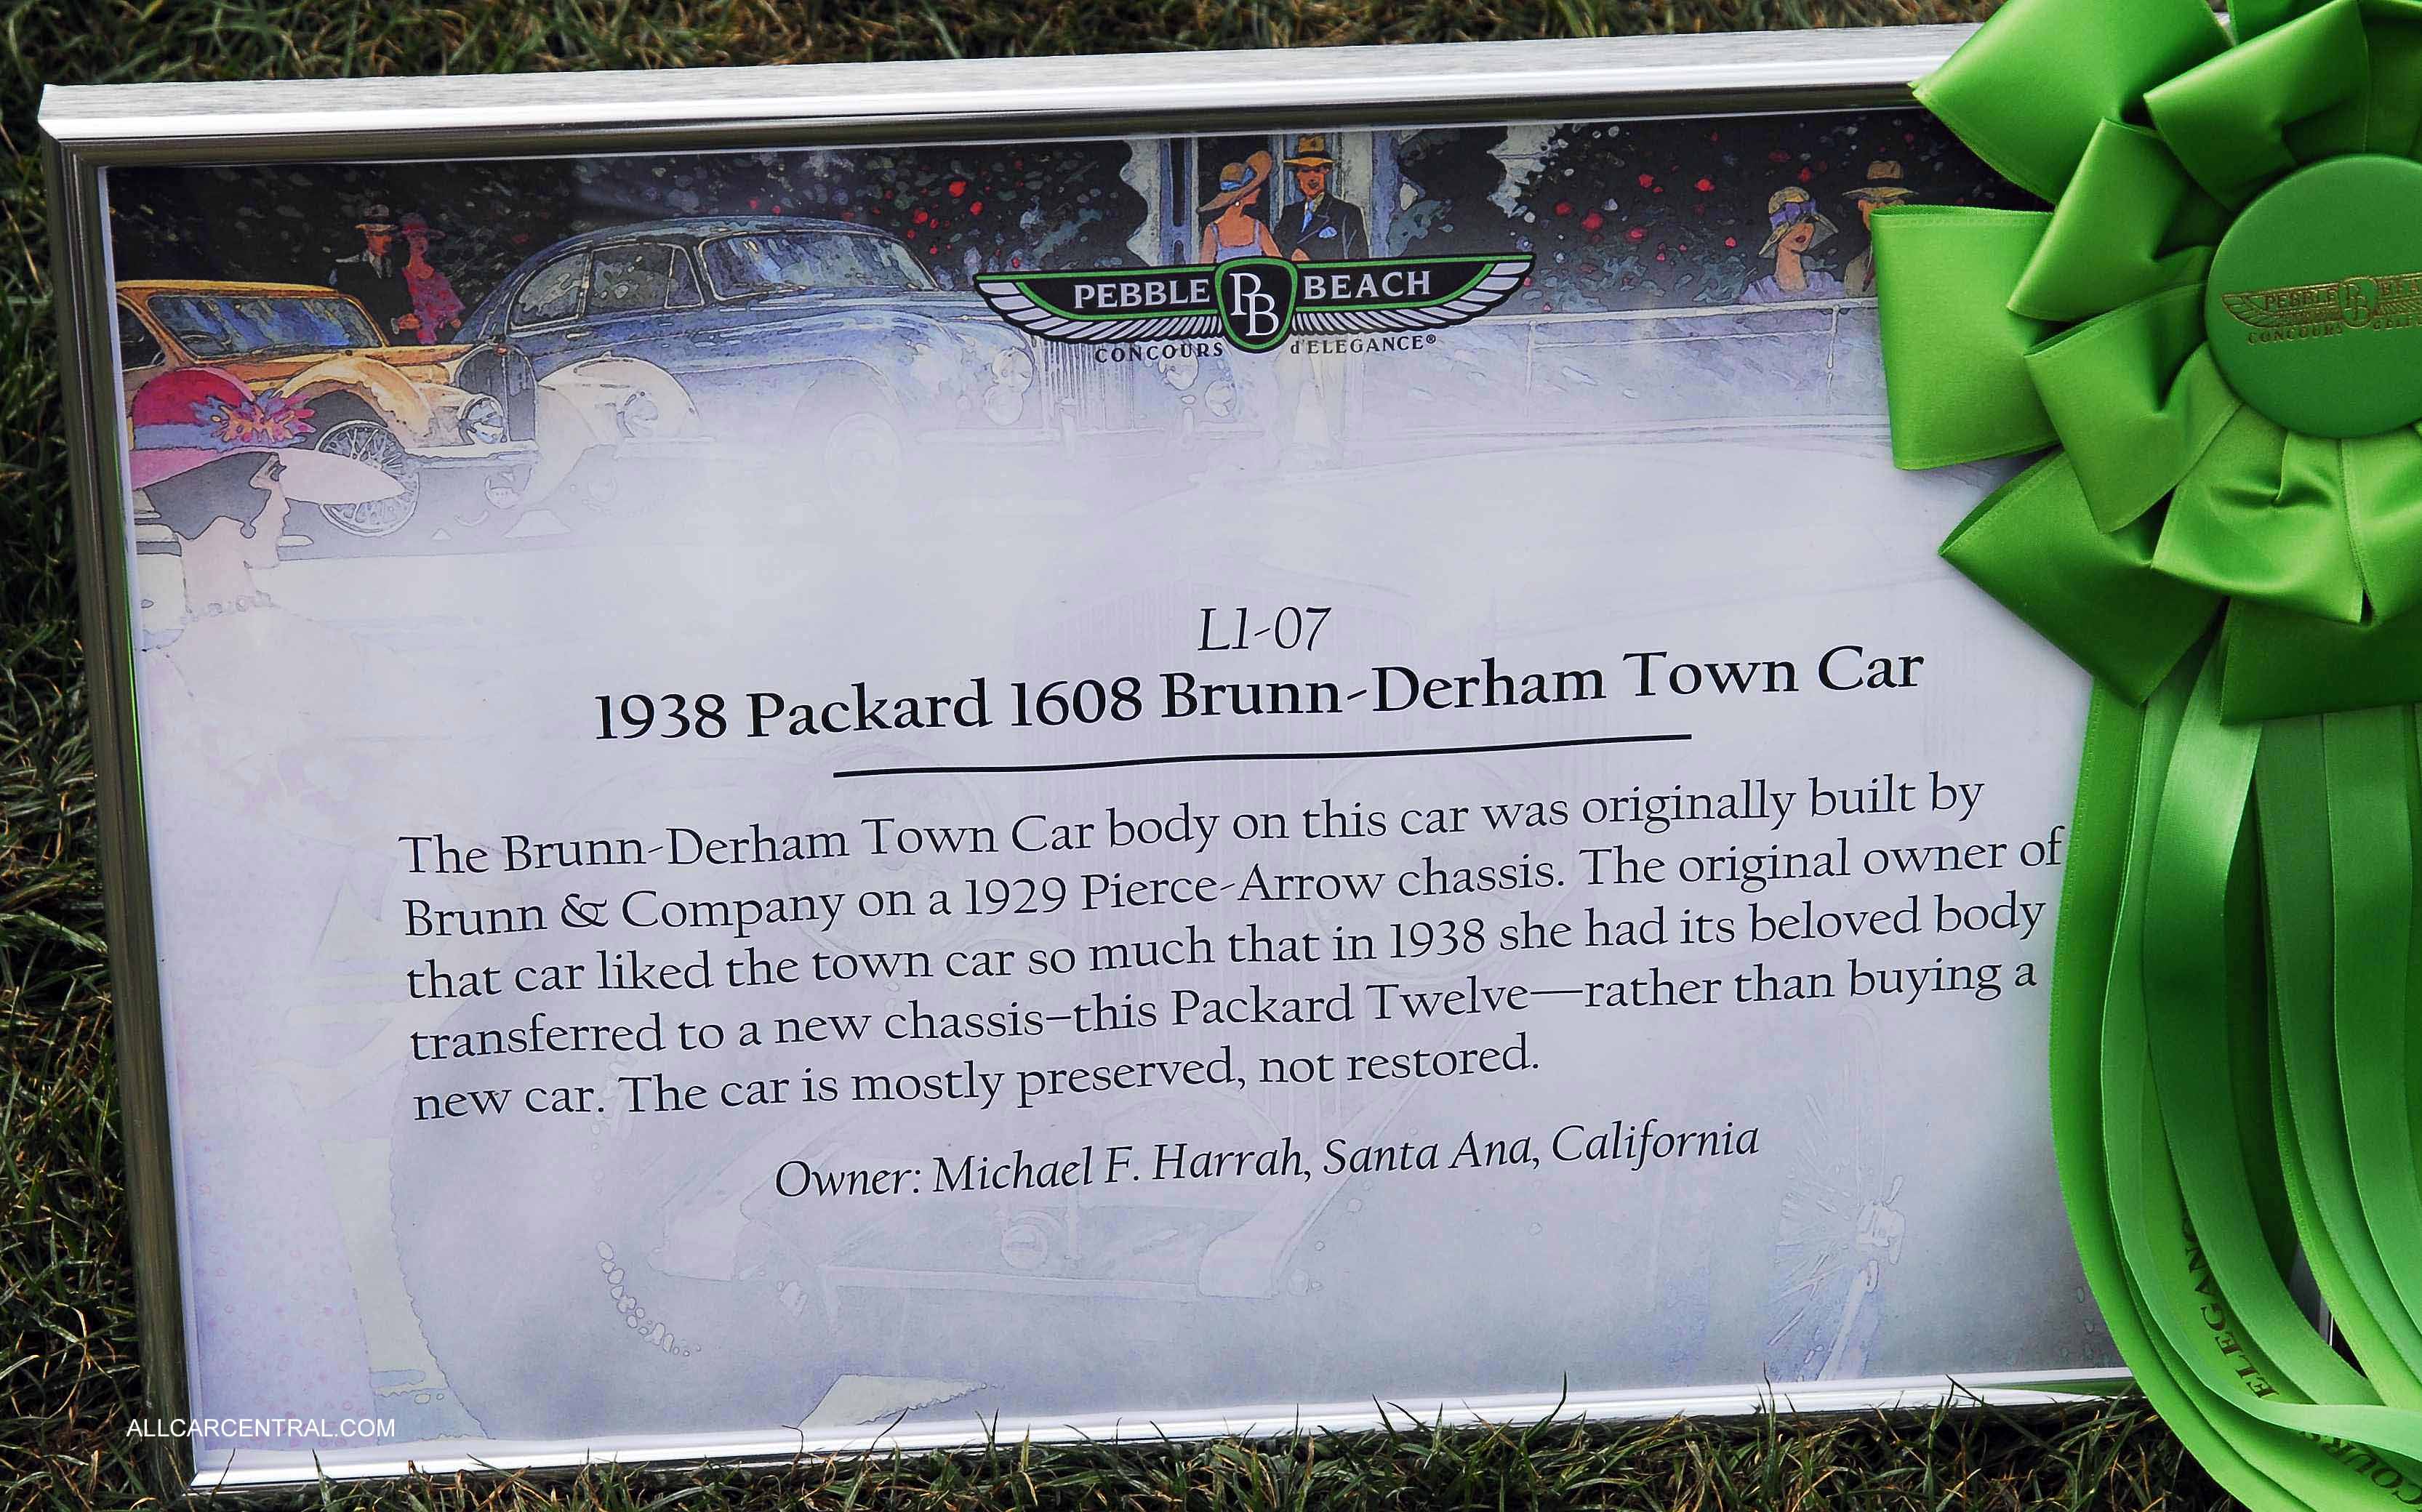 PEBBLE PB BEACH
CONCOURS d'ELEGANCE®
PEBBLE PB
CONCOURS
L1-07
1938 Packard 1608 Brunn-Derham Town Car
The Brunn-Derham Town Car body on this car was originally built by
Brunn & Company on a 1929 Pierce-Arrow chassis. The original owner of
that car liked the town car so much that in 1938 she had its beloved body
transferred to a new chassis–this Packard Twelve—rather than buying a
new car. The car is mostly preserved, not restored.
Owner: Michael F. Harrah, Santa Ana, California
ALLCARCENTRAL.COM